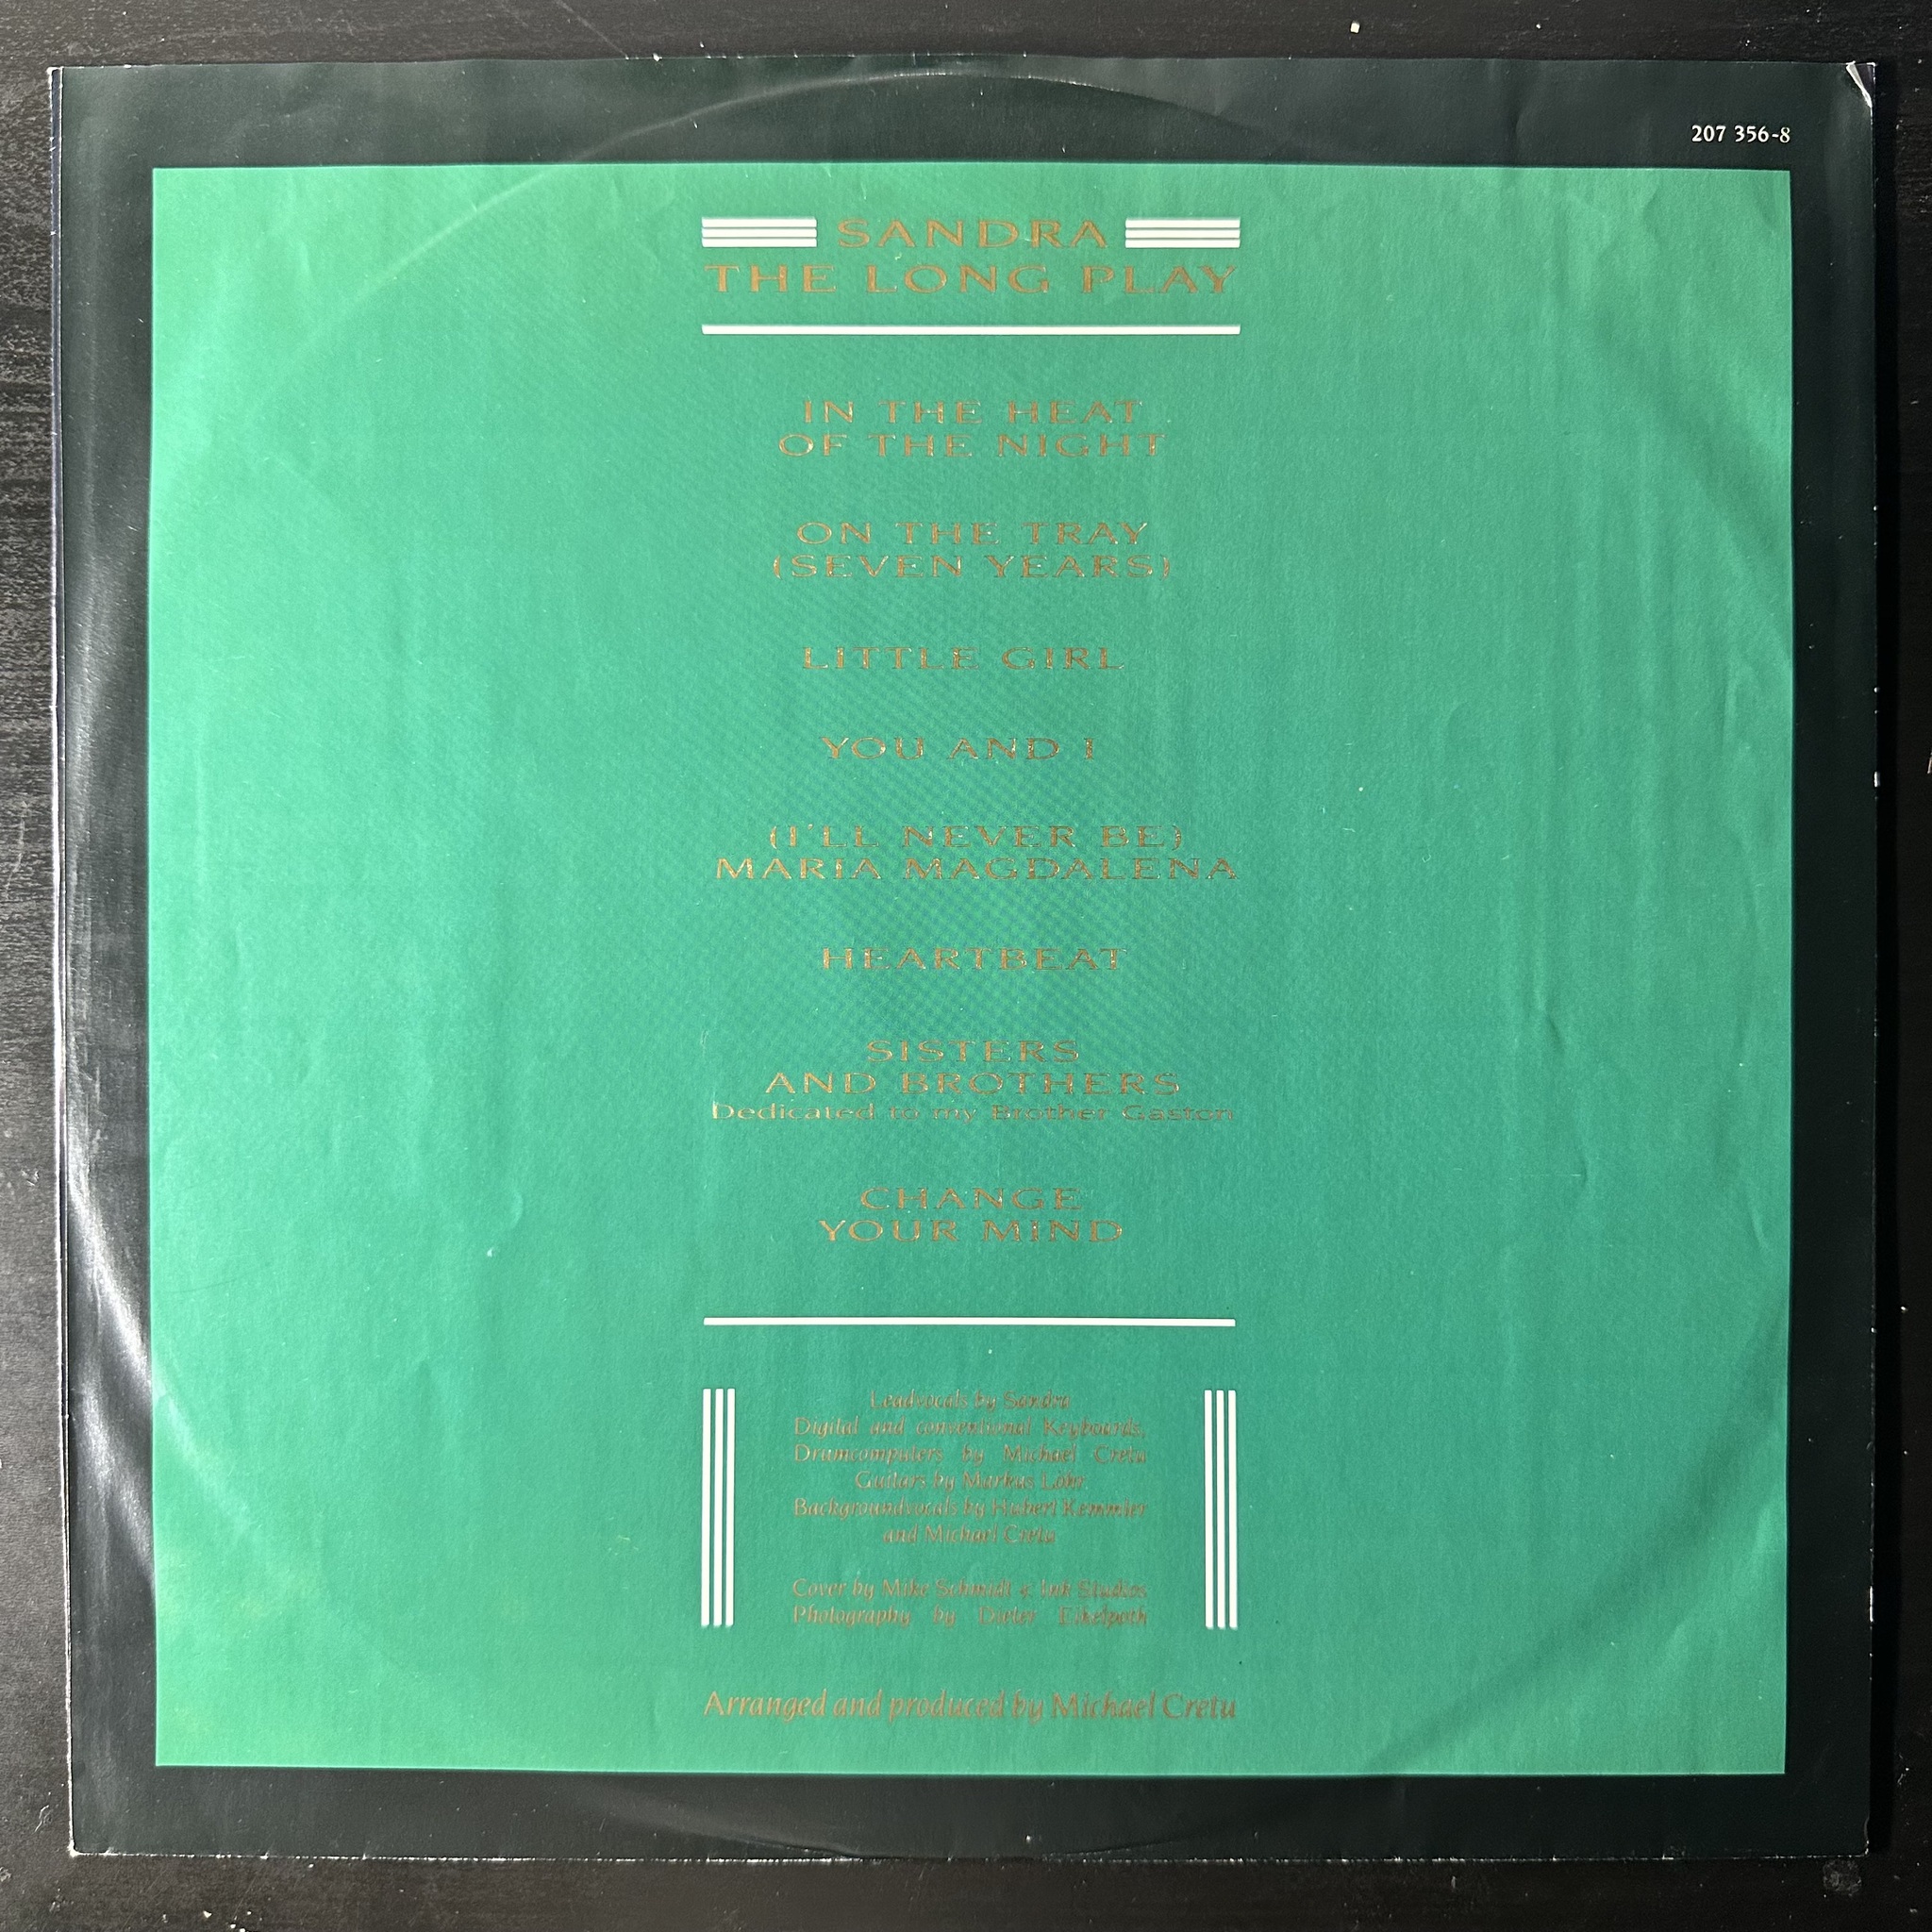 207 356-8
SANDRA
THE LONG PLAY
IN THE HEAT
OF THE NIGHT
ON THE TRAY
(SEVEN YEARS)
LITTLE GIRL
YOU AND I
(I'LL NEVER BE)
MARIA MAGDALENA
HEARTBEAT
SISTERS
AND BROTHERS
Dedicated to my Brother Gaston
CHANGE
YOUR MIND
Leadvocals by Sandra
Digital and conventional Keyboards,
Drumcomputers by Michael Cretu
Guitars by Markus Löhr
Backgroundvocals by Hubert Kemmler
and Michael Cretu
Cover by Mike Schmidt + Ink Studios
Photography by Dieter Eikelpoth
Arranged and produced by Michael Cretu